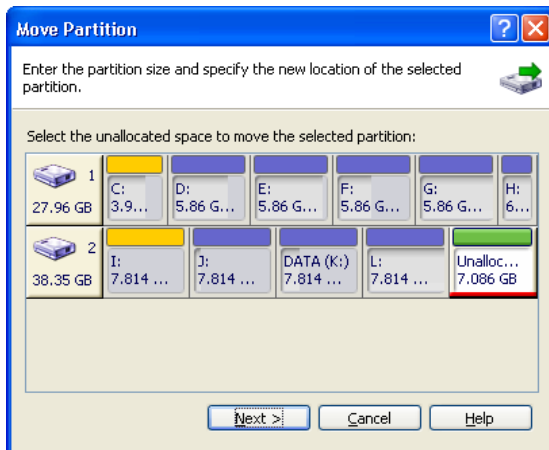 Move Partition
Enter the partition size and specify the new location of the selected
partition.
Select the unallocated space to move the selected partition:
1
27.96 GB
C:
3.9...
D:
5.86 G...
E:
5.86 G...
F:
5.86 G...
G:
5.86 G...
H:
6...
2
38.35 GB
I:
7.814 ...
J:
7.814 ...
DATA (K:)
7.814 ...
L:
7.814 ...
Unalloc...
7.086 GB
Next >
Cancel
Help